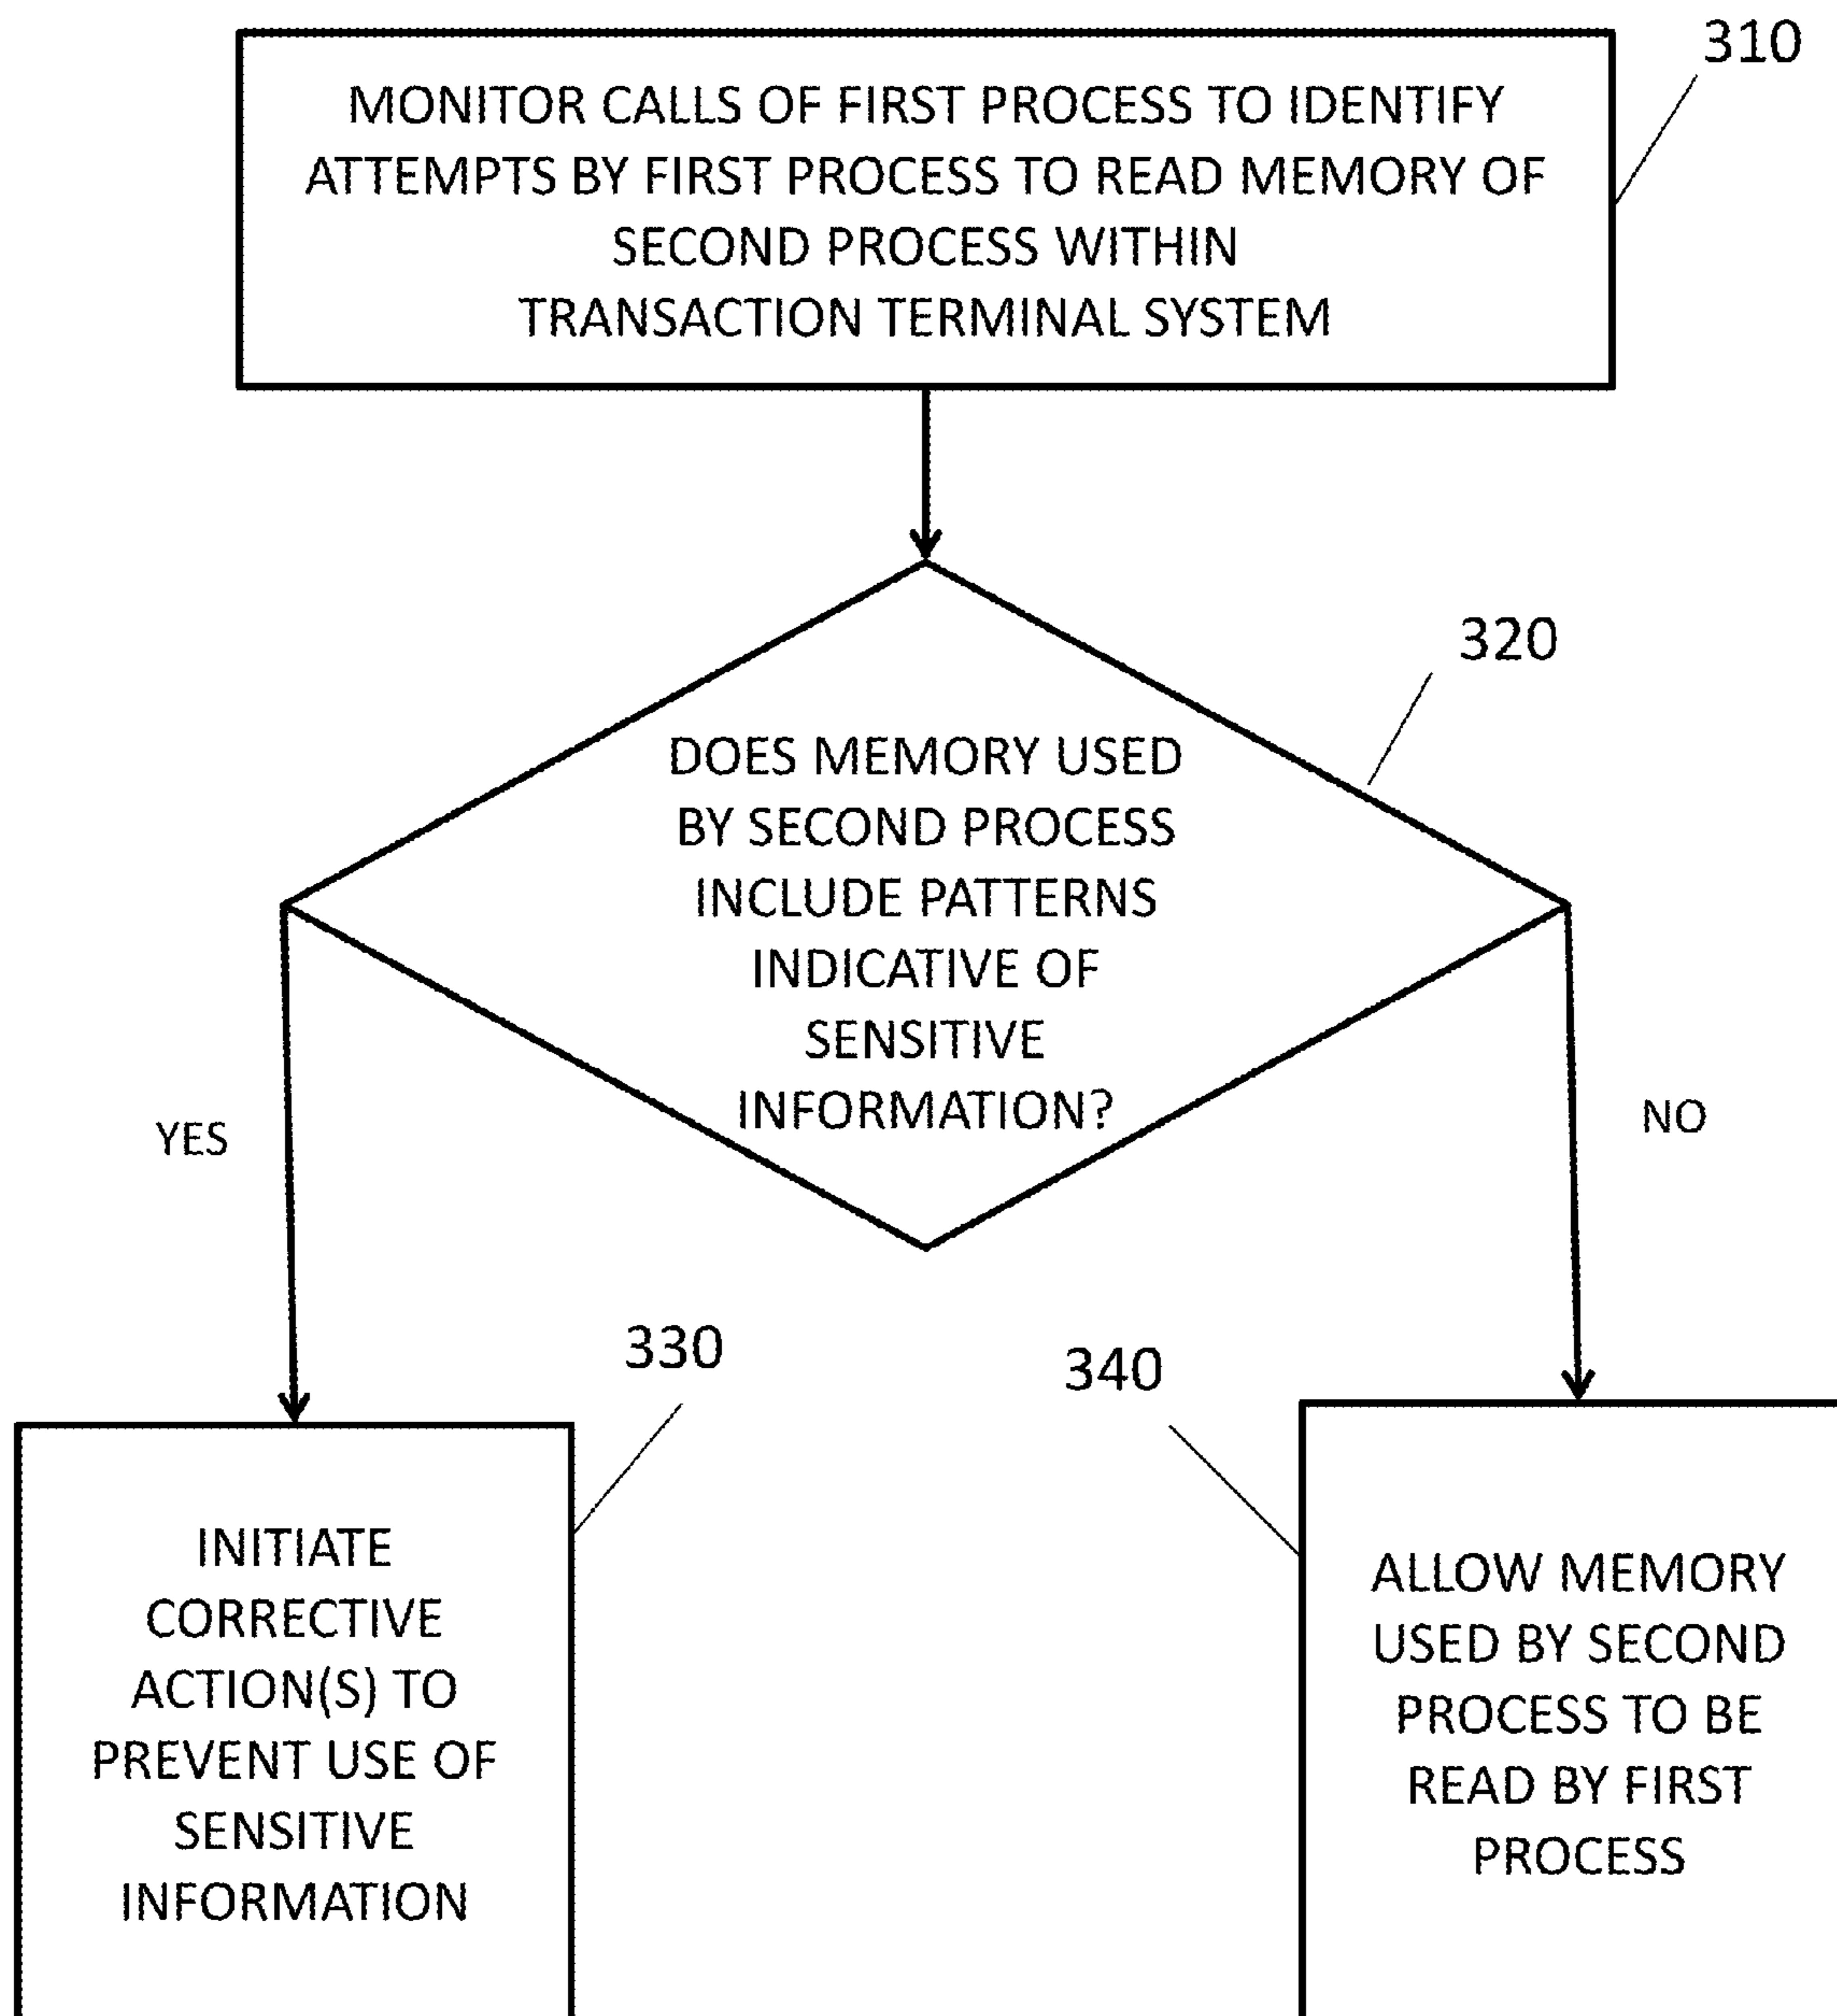 310
MONITOR CALLS OF FIRST PROCESS TO IDENTIFY
ATTEMPTS BY FIRST PROCESS TO READ MEMORY OF
SECOND PROCESS WITHIN
TRANSACTION TERMINAL SYSTEM
320
DOES MEMORY USED
BY SECOND PROCESS
INCLUDE PATTERNS
INDICATIVE OF
SENSITIVE
INFORMATION?
YES
NO
330
340
INITIATE
CORRECTIVE
ACTION(S) TO
PREVENT USE OF
SENSITIVE
INFORMATION
ALLOW MEMORY
USED BY SECOND
PROCESS TO BE
READ BY FIRST
PROCESS